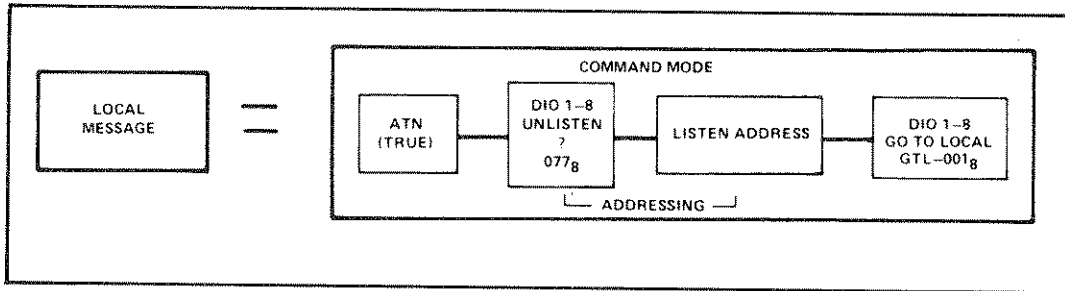 COMMAND MODE
LOCAL
MESSAGE
=
ATN
(TRUE)
DIO 1–8
UNLISTEN
?
077₈
LISTEN ADDRESS
DIO 1–8
GO TO LOCAL
GTL–001₈
ADDRESSING